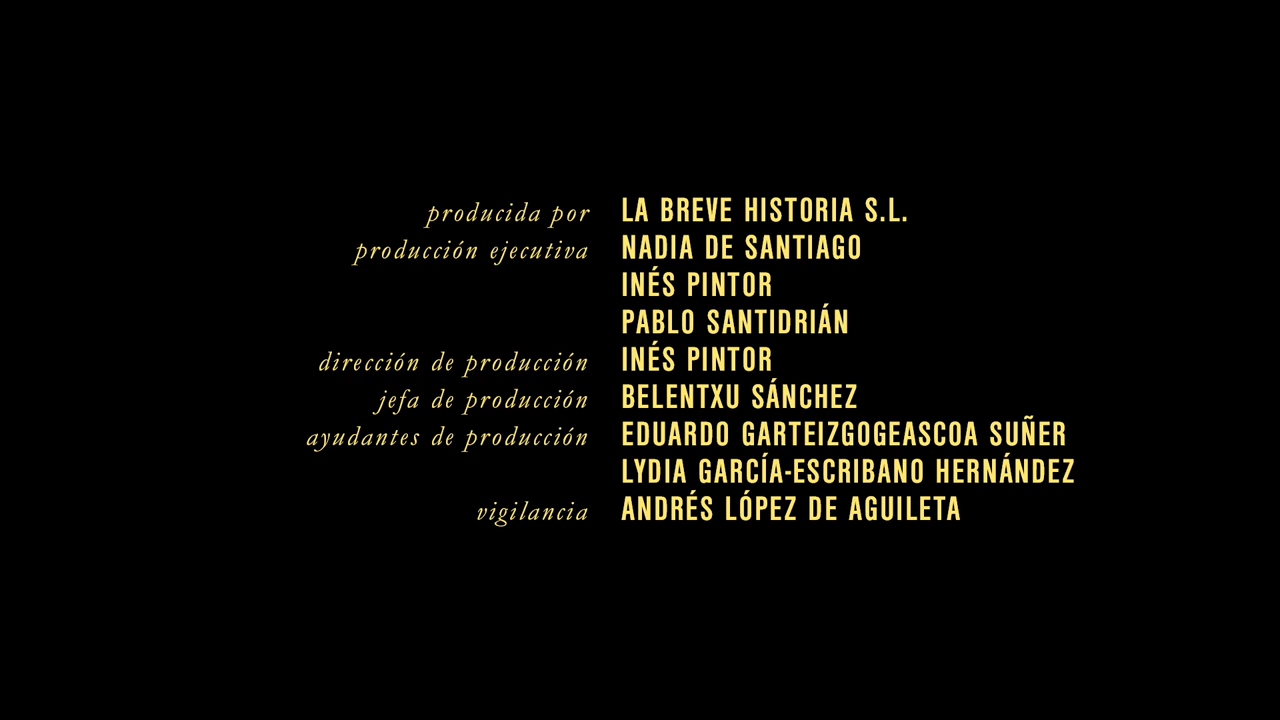 producida por LA BREVE HISTORIA S.L.
producción ejecutiva NADIA DE SANTIAGO
INÉS PINTOR
PABLO SANTIDRIÁN
dirección de producción INÉS PINTOR
jefa de producción BELENTXU SÁNCHEZ
ayudantes de producción EDUARDO GARTEIZGOGEASCOA SUÑER
LYDIA GARCÍA-ESCRIBANO HERNÁNDEZ
vigilancia ANDRÉS LÓPEZ DE AGUILETA